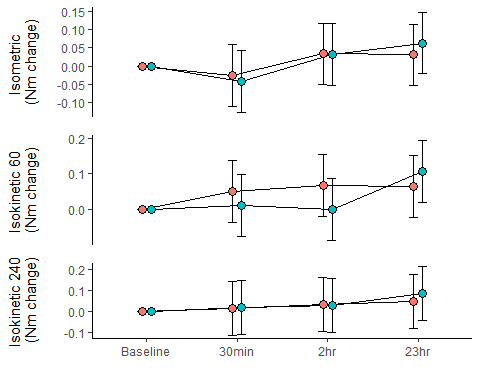 Isometric
(Nm change)
0.15
0.10
0.05
0.00
-0.05
-0.10
Isokinetic 60
(Nm change)
0.2
0.1
0.0
Isokinetic 240
(Nm change)
0.2
0.1
0.0
-0.1
Baseline 30min 2hr 23hr